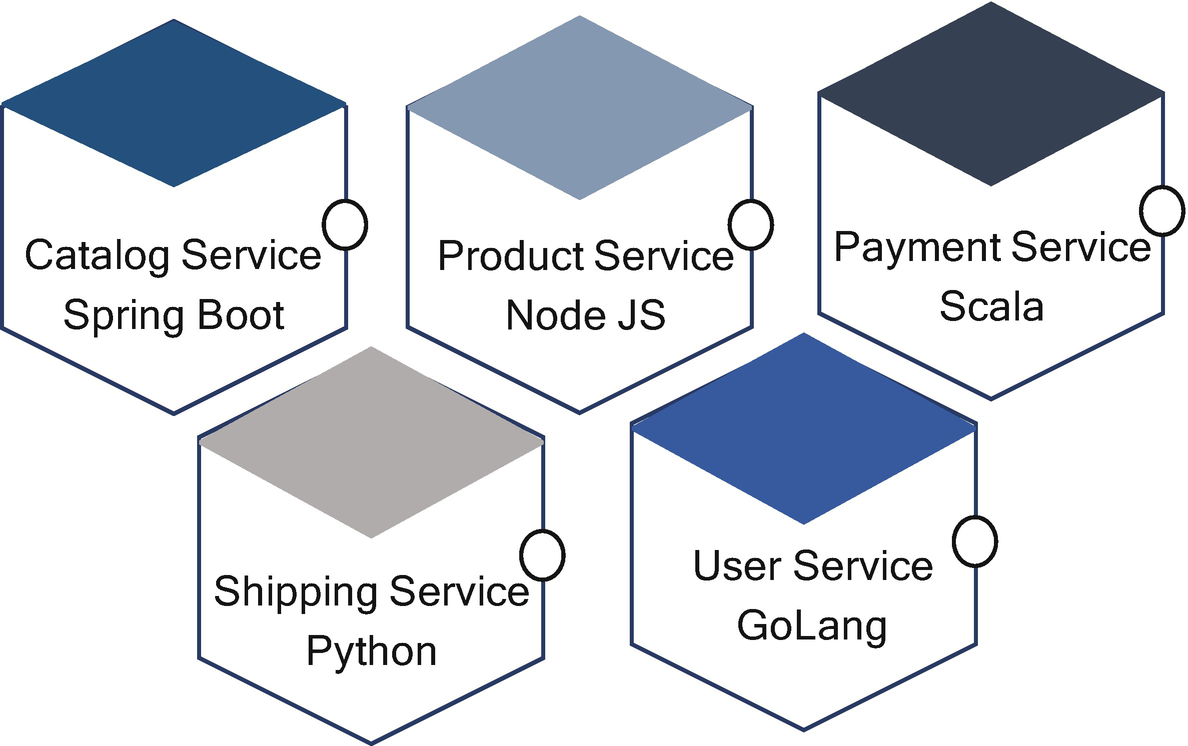 Catalog Service
Spring Boot
Product Service
Node JS
Payment Service
Scala
Shipping Service
Python
User Service
GoLang